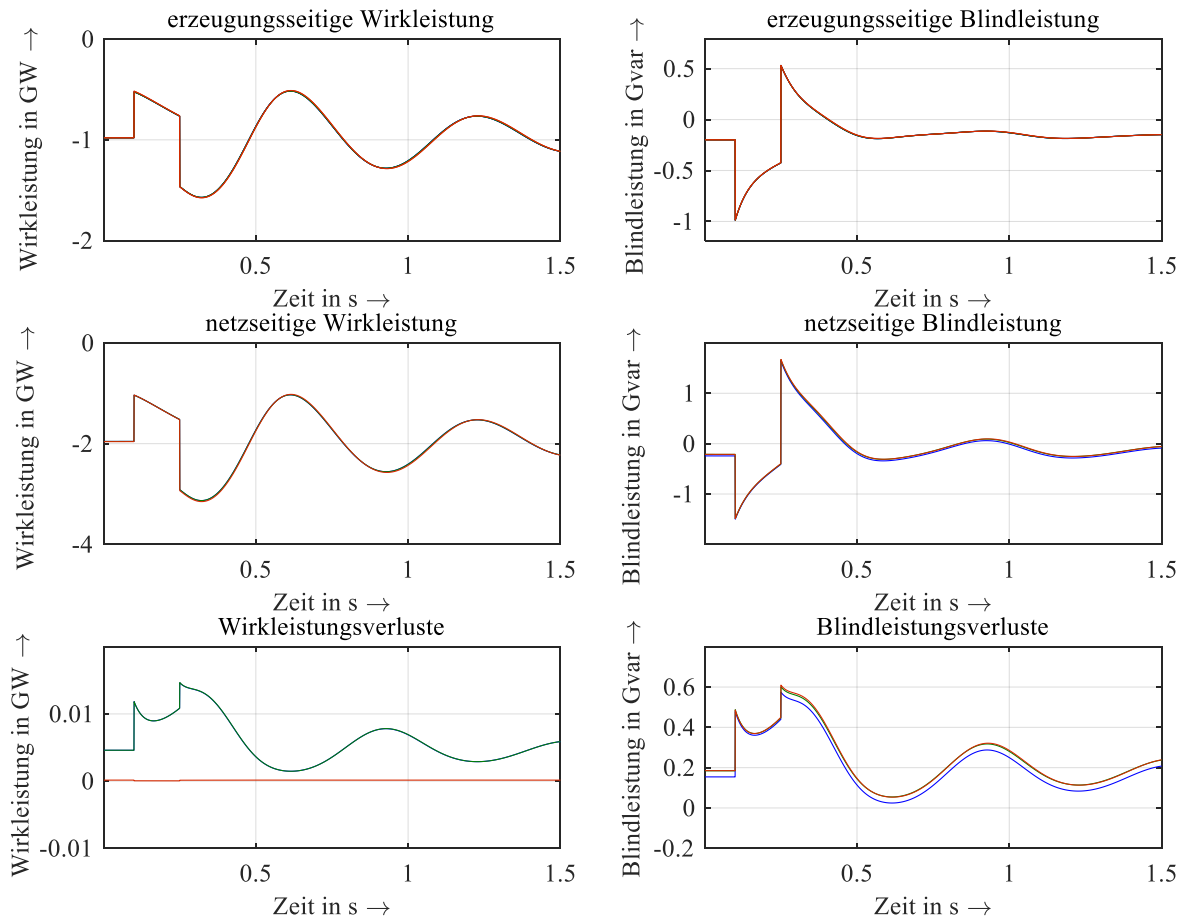 erzeugungsseitige Wirkleistung
Wirkleistung in GW →
0
-1
-2
0.5
1
1.5
Zeit in s →
erzeugungsseitige Blindleistung
Blindleistung in Gvar →
0.5
0
-0.5
-1
0.5
1
1.5
Zeit in s →
netzseitige Wirkleistung
Wirkleistung in GW →
0
-2
-4
0.5
1
1.5
Zeit in s →
netzseitige Blindleistung
Blindleistung in Gvar →
1
0
-1
0.5
1
1.5
Zeit in s →
Wirkleistungsverluste
Wirkleistung in GW →
0.01
0
-0.01
0.5
1
1.5
Zeit in s →
Blindleistungsverluste
Blindleistung in Gvar →
0.6
0.4
0.2
0
-0.2
0.5
1
1.5
Zeit in s →